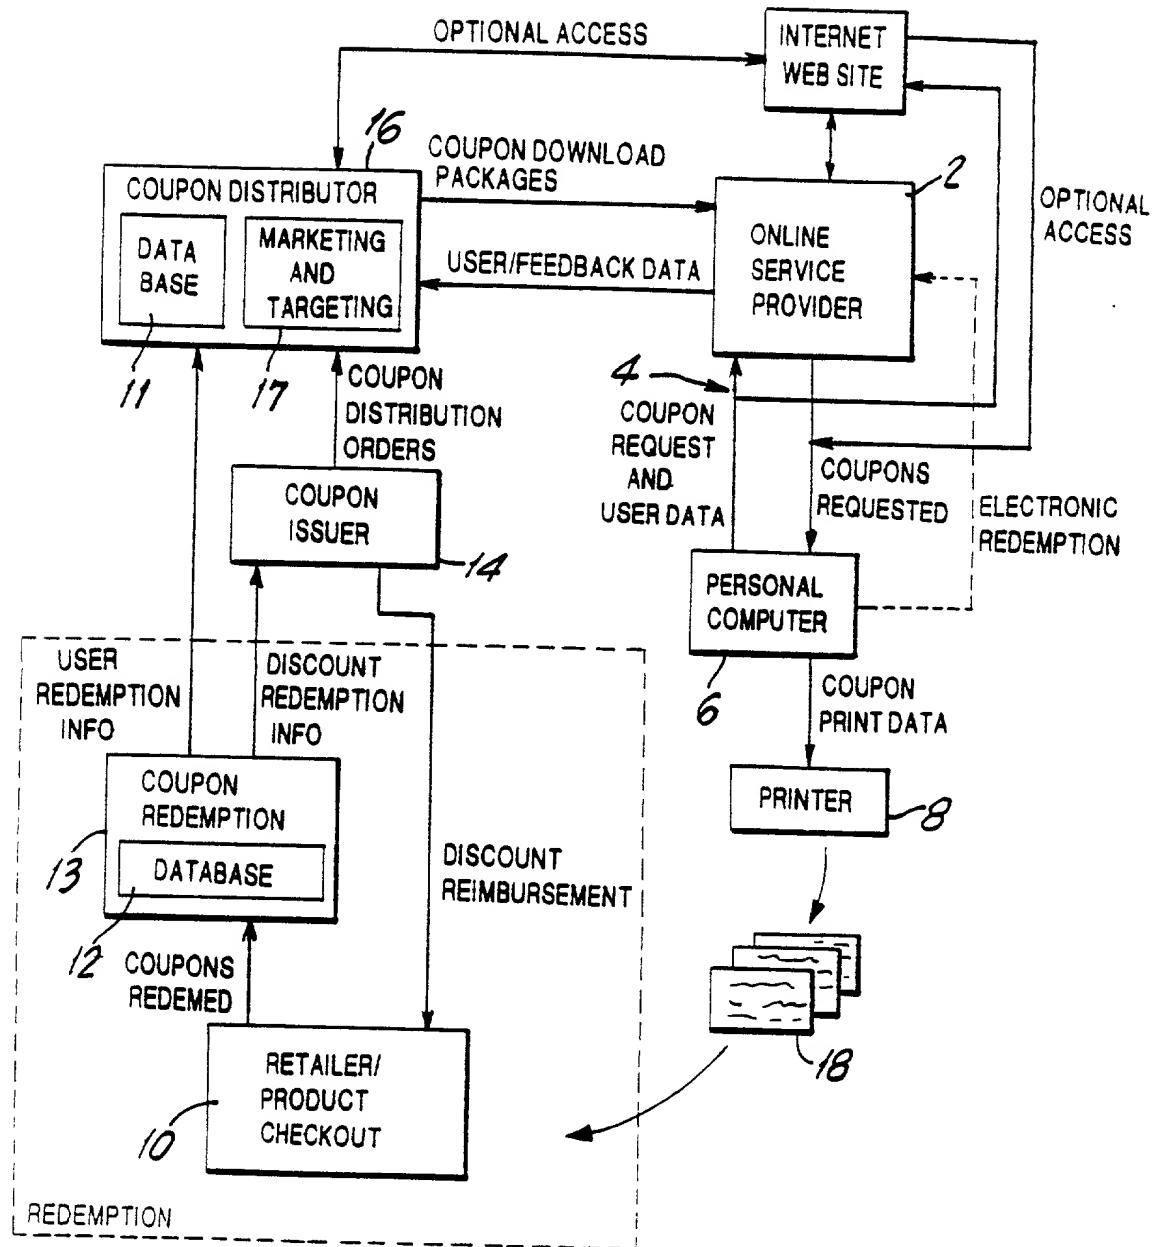 OPTIONAL ACCESS
INTERNET
WEB SITE
16
COUPON DOWNLOAD
PACKAGES
2
OPTIONAL
ACCESS
COUPON DISTRIBUTOR
DATA
BASE
MARKETING
AND
TARGETING
USER/FEEDBACK DATA
ONLINE
SERVICE
PROVIDER
11
17
COUPON
DISTRIBUTION
ORDERS
4
COUPON
REQUEST
AND
USER DATA
COUPONS
REQUESTED
ELECTRONIC
REDEMPTION
COUPON
ISSUER
14
PERSONAL
COMPUTER
6
USER
REDEMPTION
INFO
DISCOUNT
REDEMPTION
INFO
COUPON
PRINT DATA
COUPON
REDEMPTION
DATABASE
13
12
PRINTER
8
DISCOUNT
REIMBURSEMENT
COUPONS
REDEMED
18
RETAILER/
PRODUCT
CHECKOUT
10
REDEMPTION